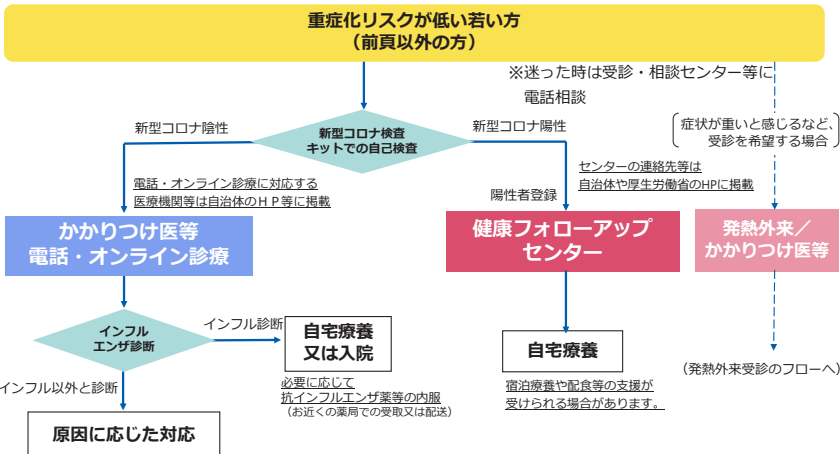 重症化リスクが低い若い方
（前頁以外の方）
※迷った時は受診・相談センター等に
電話相談
新型コロナ陰性
新型コロナ検査
キットでの自己検査
新型コロナ陽性
症状が重いと感じるなど、
受診を希望する場合
電話・オンライン診療に対応する
医療機関等は自治体のＨＰ等に掲載
陽性者登録
センターの連絡先等は
自治体や厚生労働省のHPに掲載
かかりつけ医等
電話・オンライン診療
健康フォローアップ
センター
発熱外来／
かかりつけ医等
インフル
エンザ診断
インフル診断
自宅療養
又は入院
必要に応じて
抗インフルエンザ薬等の内服
（お近くの薬局での受取又は配送）
自宅療養
宿泊療養や配食等の支援が
受けられる場合があります。
(発熱外来受診のフローへ)
インフル以外と診断
原因に応じた対応